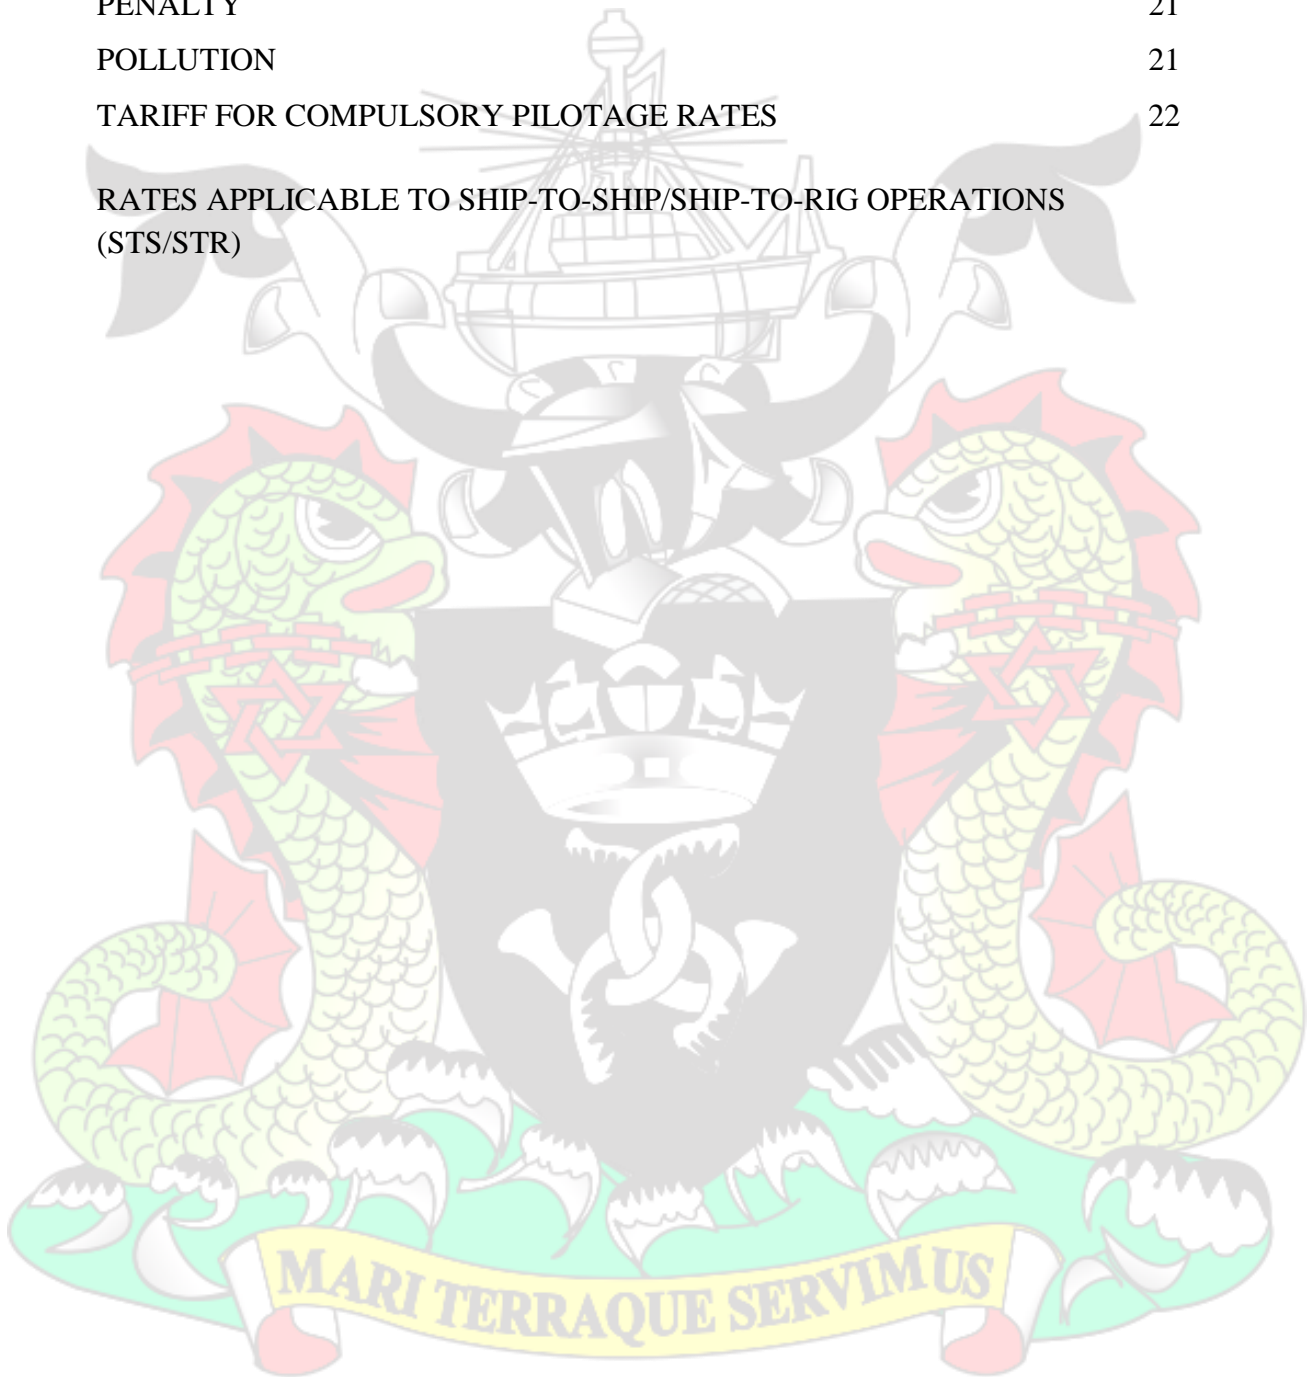 PENALTY 21
POLLUTION 21
TARIFF FOR COMPULSORY PILOTAGE RATES 22
RATES APPLICABLE TO SHIP-TO-SHIP/SHIP-TO-RIG OPERATIONS
(STS/STR)
MARI TERRAQUE SERVIMUS